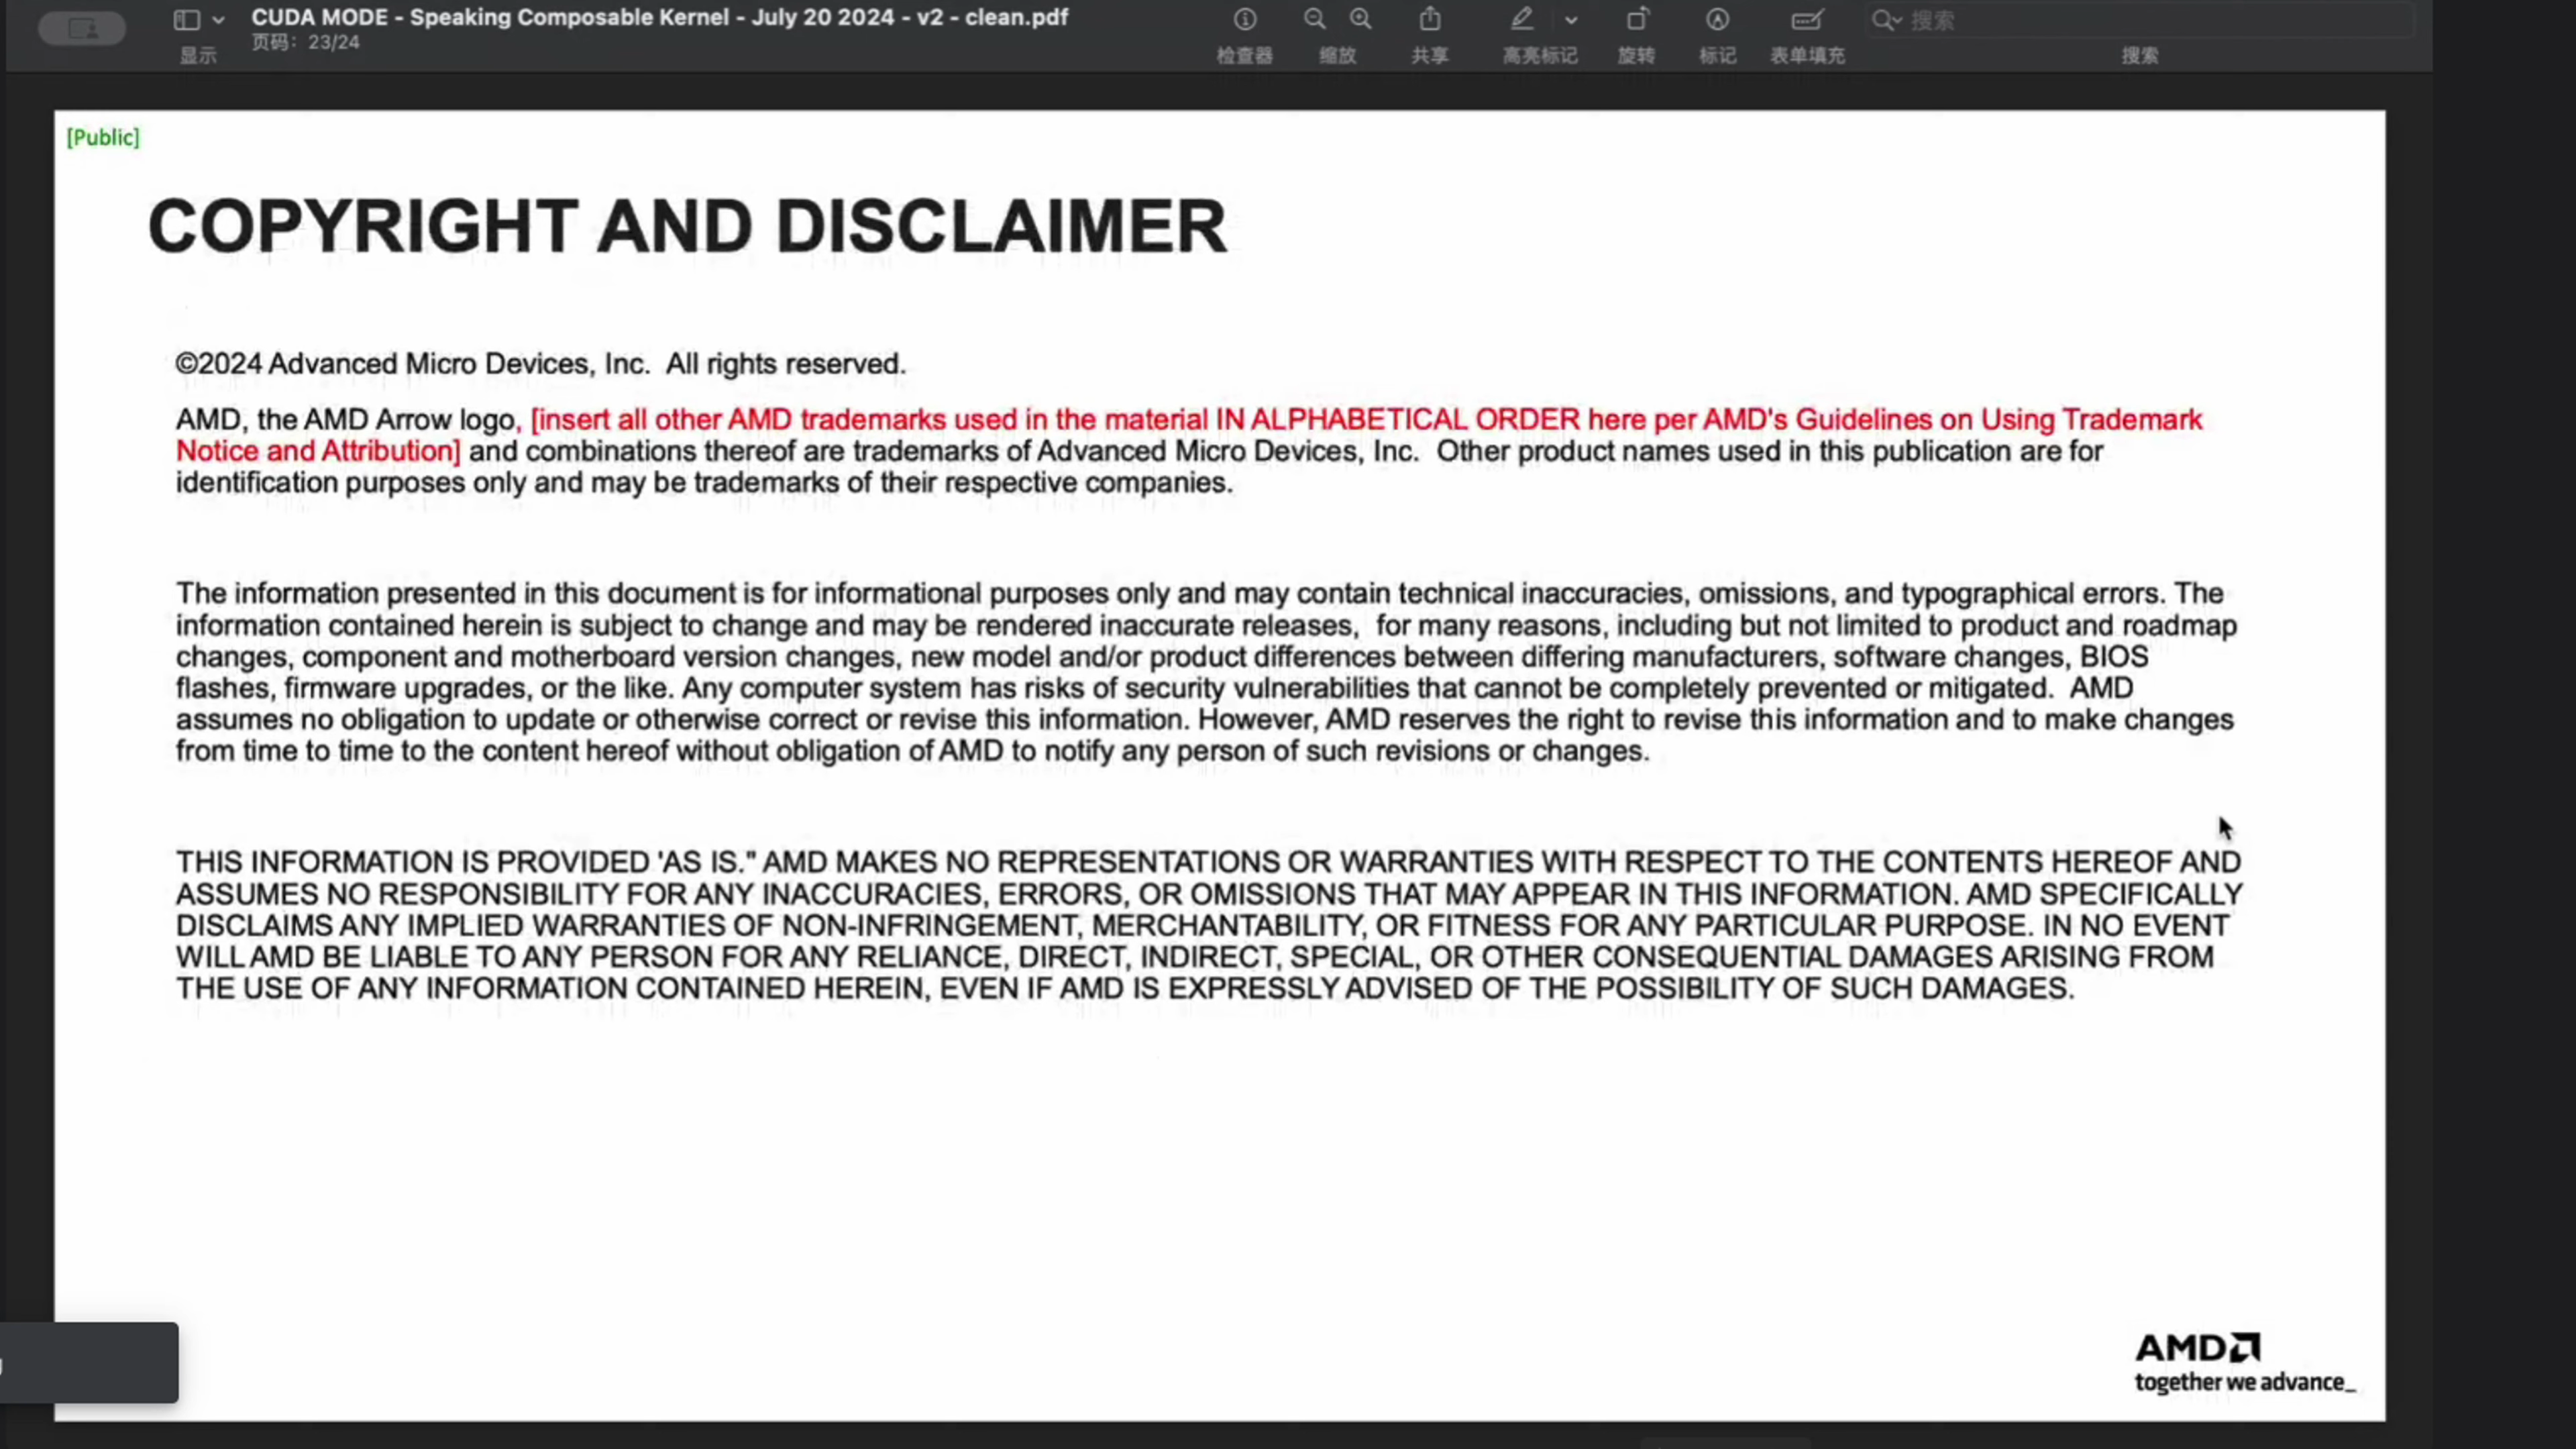 CUDA MODE - Speaking Composable Kernel - July 20 2024 - v2 - clean.pdf
页码：23/24
显示
检查器
缩放
共享
高亮标记
旋转
标记
表单填充
搜索
搜索
[Public]
COPYRIGHT AND DISCLAIMER
©2024 Advanced Micro Devices, Inc.  All rights reserved.
AMD, the AMD Arrow logo, [insert all other AMD trademarks used in the material IN ALPHABETICAL ORDER here per AMD's Guidelines on Using Trademark
Notice and Attribution] and combinations thereof are trademarks of Advanced Micro Devices, Inc.  Other product names used in this publication are for
identification purposes only and may be trademarks of their respective companies.
The information presented in this document is for informational purposes only and may contain technical inaccuracies, omissions, and typographical errors. The
information contained herein is subject to change and may be rendered inaccurate releases,  for many reasons, including but not limited to product and roadmap
changes, component and motherboard version changes, new model and/or product differences between differing manufacturers, software changes, BIOS
flashes, firmware upgrades, or the like. Any computer system has risks of security vulnerabilities that cannot be completely prevented or mitigated.  AMD
assumes no obligation to update or otherwise correct or revise this information. However, AMD reserves the right to revise this information and to make changes
from time to time to the content hereof without obligation of AMD to notify any person of such revisions or changes.
THIS INFORMATION IS PROVIDED 'AS IS." AMD MAKES NO REPRESENTATIONS OR WARRANTIES WITH RESPECT TO THE CONTENTS HEREOF AND
ASSUMES NO RESPONSIBILITY FOR ANY INACCURACIES, ERRORS, OR OMISSIONS THAT MAY APPEAR IN THIS INFORMATION. AMD SPECIFICALLY
DISCLAIMS ANY IMPLIED WARRANTIES OF NON-INFRINGEMENT, MERCHANTABILITY, OR FITNESS FOR ANY PARTICULAR PURPOSE. IN NO EVENT
WILL AMD BE LIABLE TO ANY PERSON FOR ANY RELIANCE, DIRECT, INDIRECT, SPECIAL, OR OTHER CONSEQUENTIAL DAMAGES ARISING FROM
THE USE OF ANY INFORMATION CONTAINED HEREIN, EVEN IF AMD IS EXPRESSLY ADVISED OF THE POSSIBILITY OF SUCH DAMAGES.
AMD
together we advance_